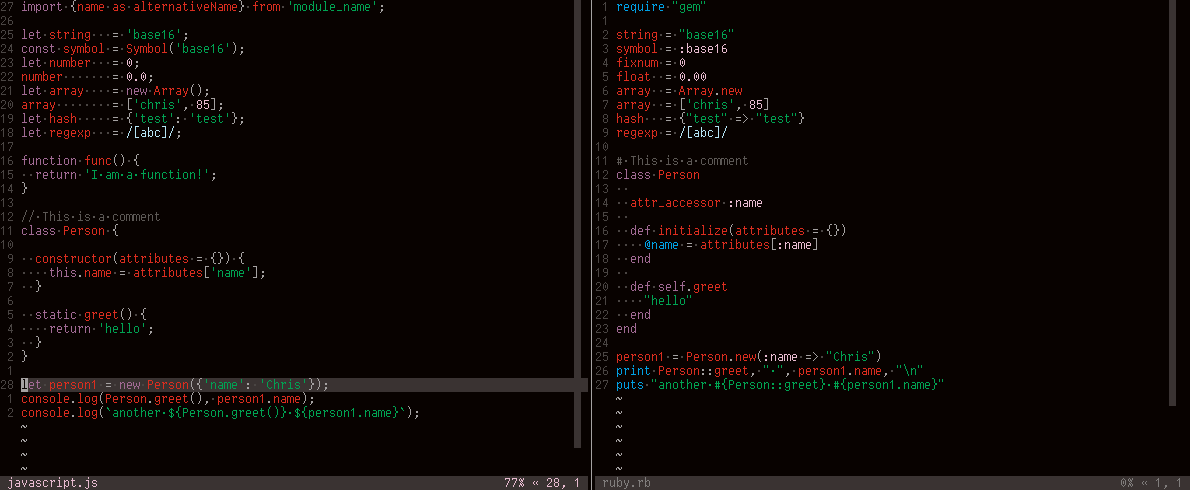 27 import {name as alternativeName} from 'module_name';
26
25 let string   = 'base16';
24 const symbol = Symbol('base16');
23 let number   = 0;
22 number       = 0.0;
21 let array    = new Array();
20 array        = ['chris', 85];
19 let hash     = {'test': 'test'};
18 let regexp   = /[abc]/;
17
16 function func() {
15   return 'I am a function!';
14 }
13
12 // This is a comment
11 class Person {
10
9   constructor(attributes = {}) {
8     this.name = attributes['name'];
7   }
6
5   static greet() {
4     return 'hello';
3   }
2 }
1
28 let person1 = new Person({'name': 'Chris'});
1 console.log(Person.greet(), person1.name);
2 console.log(`another ${Person.greet()} ${person1.name}`);
~
~
~
~
javascript.js 77% « 28, 1
1 require "gem"
1
2 string = "base16"
3 symbol = :base16
4 fixnum = 0
5 float  = 0.00
6 array  = Array.new
7 array  = ['chris', 85]
8 hash   = {"test" => "test"}
9 regexp = /[abc]/
10
11 # This is a comment
12 class Person
13
14   attr_accessor :name
15
16   def initialize(attributes = {})
17     @name = attributes[:name]
18   end
19
20   def self.greet
21     "hello"
22   end
23 end
24
25 person1 = Person.new(:name => "Chris")
26 print Person::greet, " ", person1.name, "\n"
27 puts "another #{Person::greet} #{person1.name}"
~
~
~
~
~
~
ruby.rb 0% « 1, 1